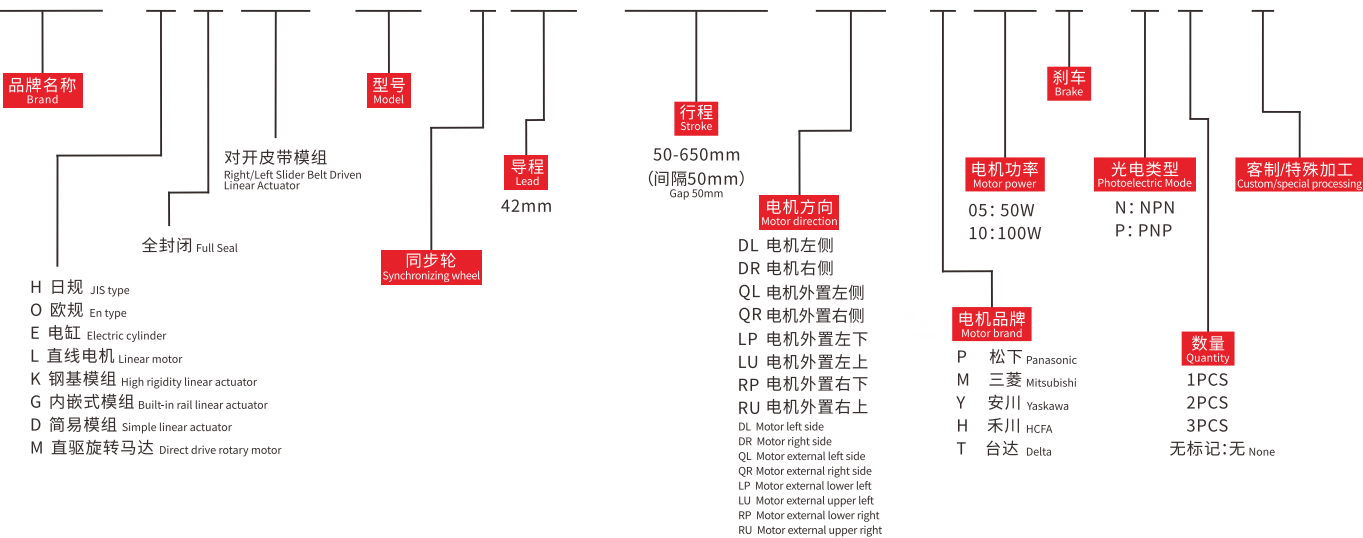 品牌名称
Brand
型号
Model
刹车
Brake
行程
Stroke
50-650mm
（间隔50mm）
Gap 50mm
对开皮带模组
Right/Left Slider Belt Driven
Linear Actuator
导程
Lead
42mm
电机功率
Motor power
05：50W
10：100W
光电类型
Photoelectric Mode
N：NPN
P：PNP
客制/特殊加工
Custom/special processing
全封闭 Full Seal
同步轮
Synchronizing wheel
电机方向
Motor direction
DL 电机左侧
DR 电机右侧
QL 电机外置左侧
QR 电机外置右侧
LP 电机外置左下
LU 电机外置左上
RP 电机外置右下
RU 电机外置右上
DL Motor left side
DR Motor right side
QL Motor external left side
QR Motor external right side
LP Motor external lower left
LU Motor external upper left
RP Motor external lower right
RU Motor external upper right
H 日规 JIS type
O 欧规 En type
E 电缸 Electric cylinder
L 直线电机 Linear motor
K 钢基模组 High rigidity linear actuator
G 内嵌式模组 Built-in rail linear actuator
D 简易模组 Simple linear actuator
M 直驱旋转马达 Direct drive rotary motor
电机品牌
Motor brand
P 松下 Panasonic
M 三菱 Mitsubishi
Y 安川 Yaskawa
H 禾川 HCFA
T 台达 Delta
数量
Quantity
1PCS
2PCS
3PCS
无标记：无 None